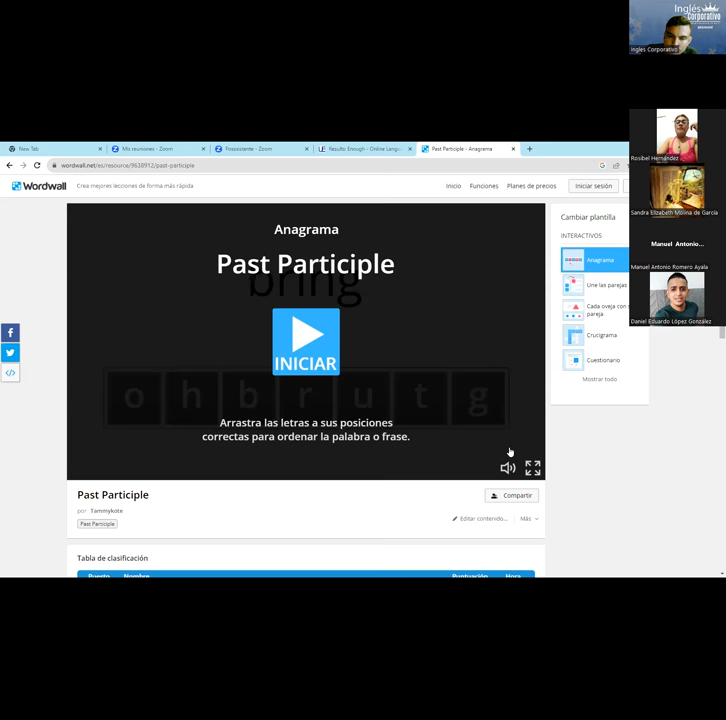 Inglés
Corporativo
Ingles Corporativo
New Tab
Mis reuniones - Zoom
Fossistente - Zoom
Resulto Enough - Online Langu
Past Participle - Anagrama
wordwall.net/es/resource/9638912/past-participle
Rosibel Hernández
Wordwall
Crea mejores lecciones de forma más rápida
Inicio
Funciones
Planes de precios
Iniciar sesión
Sandra Elizabeth Molina de García
Manuel Antonio...
Manuel Antonio Romero Ayala
Daniel Eduardo López González
Anagrama
Past Participle
bring
INICIAR
o h b r u t g
Arrastra las letras a sus posiciones
correctas para ordenar la palabra o frase.
Cambiar plantilla
INTERACTIVOS
Anagrama
Une las parejas
Cada oveja con s
pareja
Crucigrama
Cuestionario
Mostrar todo
Past Participle
Compartir
por Tammykote
Past Participle
Editar contenido...
Más
Tabla de clasificación
Puesto Nombre Puntuación Hora